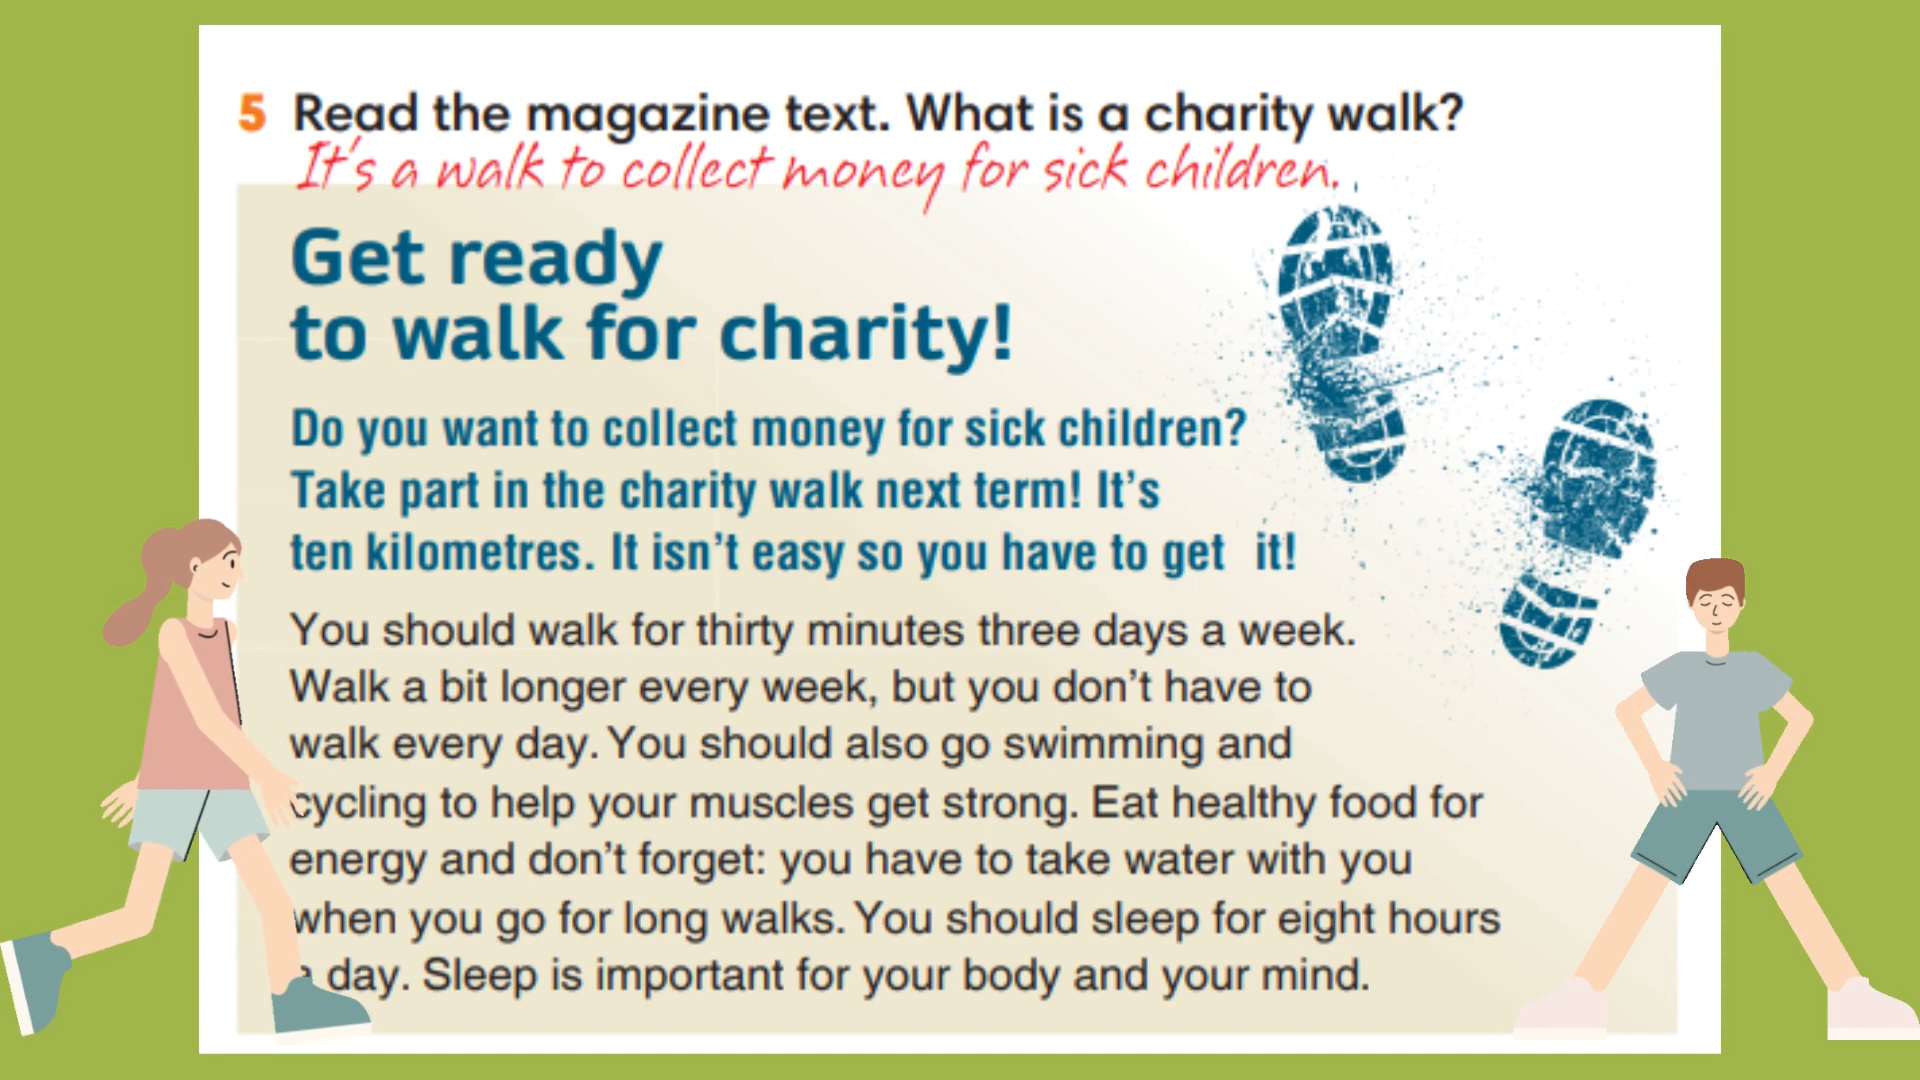 5 Read the magazine text. What is a charity walk?
It's a walk to collect money for sick children.
Get ready
to walk for charity!
Do you want to collect money for sick children?
Take part in the charity walk next term! It's
ten kilometres. It isn't easy so you have to get it!
You should walk for thirty minutes three days a week.
Walk a bit longer every week, but you don't have to
walk every day. You should also go swimming and
cycling to help your muscles get strong. Eat healthy food for
energy and don't forget: you have to take water with you
when you go for long walks. You should sleep for eight hours
a day. Sleep is important for your body and your mind.